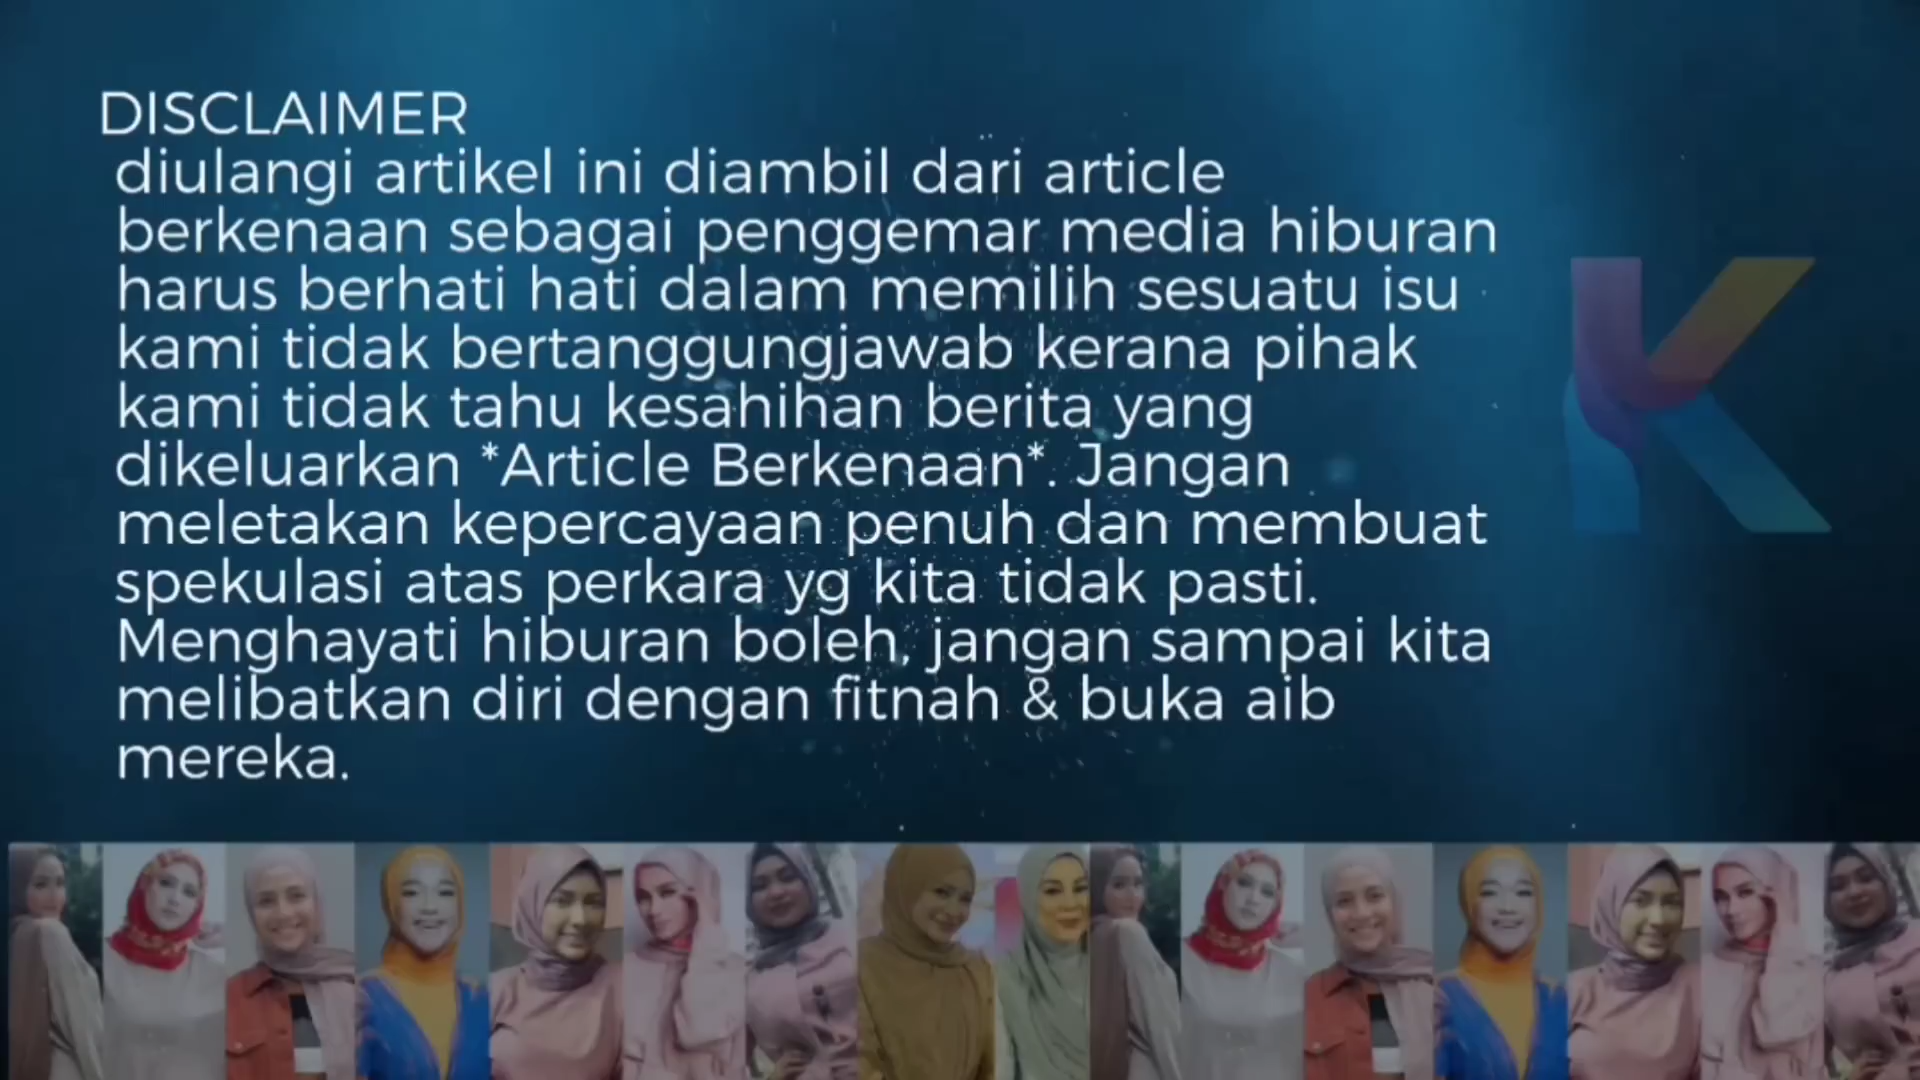 DISCLAIMER
diulangi artikel ini diambil dari article
berkenaan sebagai penggemar media hiburan
harus berhati hati dalam memilih sesuatu isu
kami tidak bertanggungjawab kerana pihak
kami tidak tahu kesahihan berita yang
dikeluarkan *Article Berkenaan*. Jangan
meletakan kepercayaan penuh dan membuat
spekulasi atas perkara yg kita tidak pasti.
Menghayati hiburan boleh, jangan sampai kita
melibatkan diri dengan fitnah & buka aib
mereka.
K